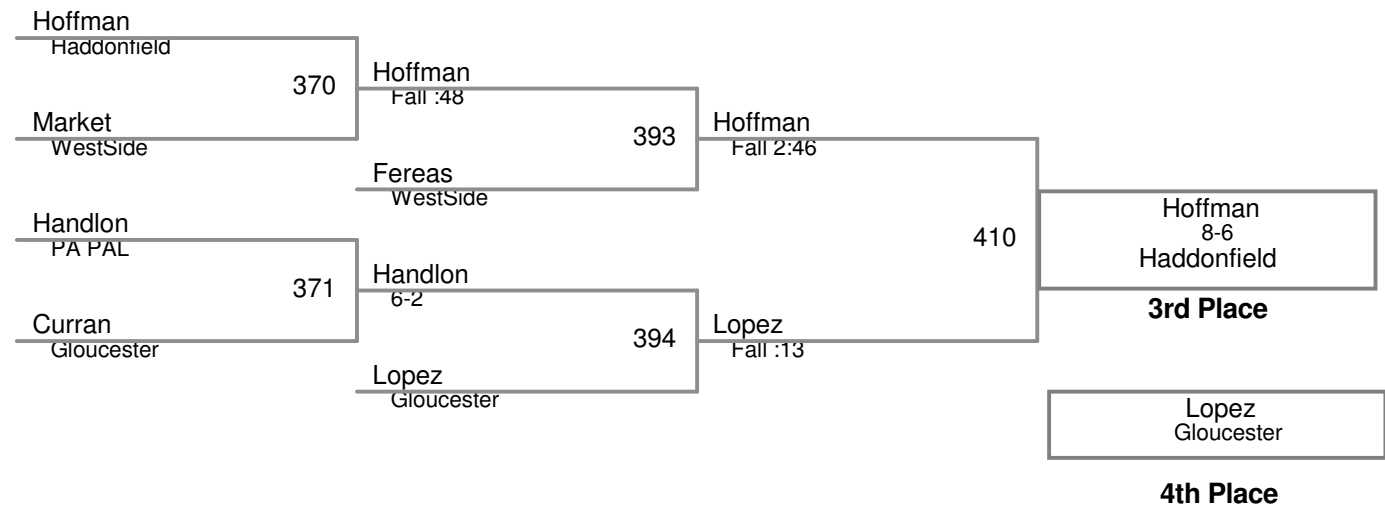 Hoffman
Haddonfield
370
Hoffman
Fall :48
Market
WestSide
393
Hoffman
Fall 2:46
Fereas
WestSide
Handlon
PA PAL
410
Hoffman
8-6
Haddonfield
3rd Place
371
Handlon
6-2
Curran
Gloucester
394
Lopez
Fall :13
Lopez
Gloucester
Lopez
Gloucester
4th Place